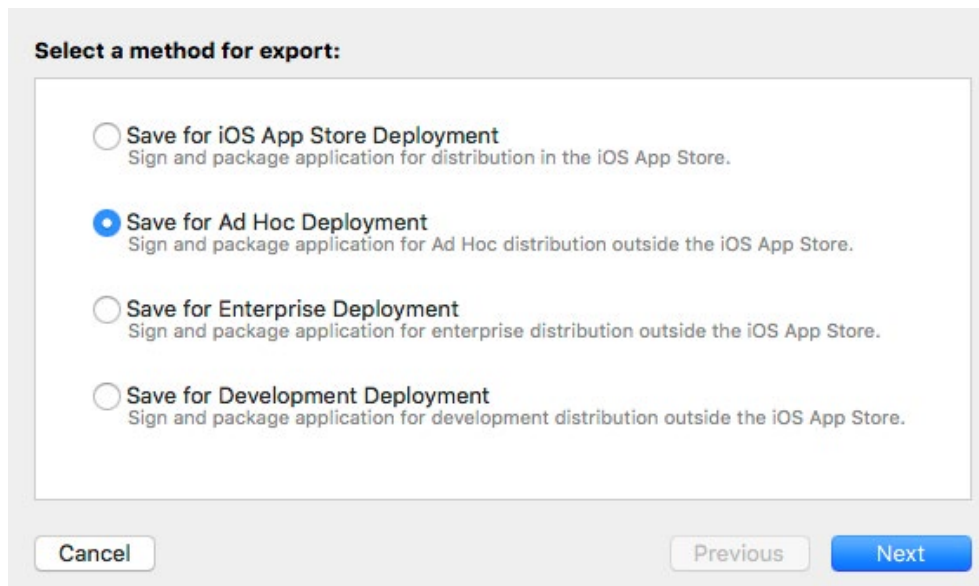 Select a method for export:
Save for iOS App Store Deployment
Sign and package application for distribution in the iOS App Store.
Save for Ad Hoc Deployment
Sign and package application for Ad Hoc distribution outside the iOS App Store.
Save for Enterprise Deployment
Sign and package application for enterprise distribution outside the iOS App Store.
Save for Development Deployment
Sign and package application for development distribution outside the iOS App Store.
Cancel Previous Next